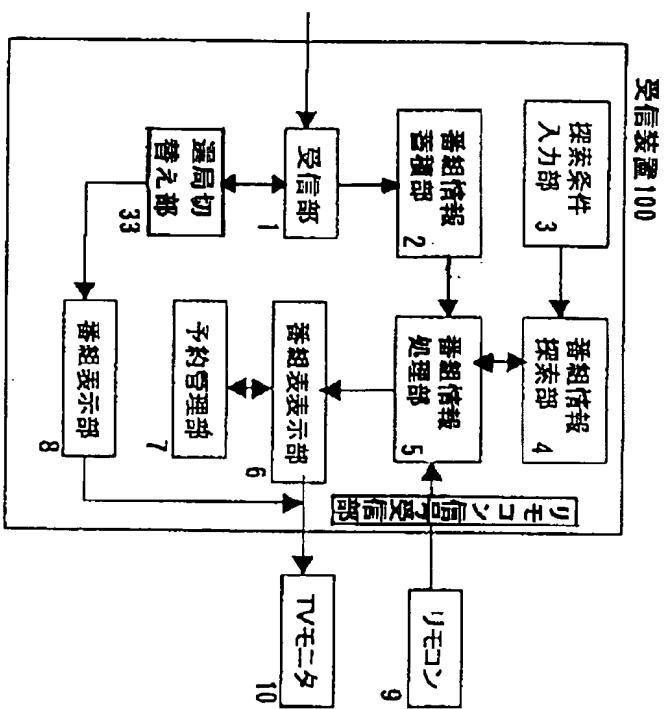 受信装置100
探索条件
入力部
3
番組情報
探索部
4
番組情報
蓄積部
2
番組情報
処理部
5
リモコン
9
受信部
1
番組表表示部
6
TVモニタ
10
選局切
替え部
33
予約管理部
7
番組表示部
8
リモコン信号受信部